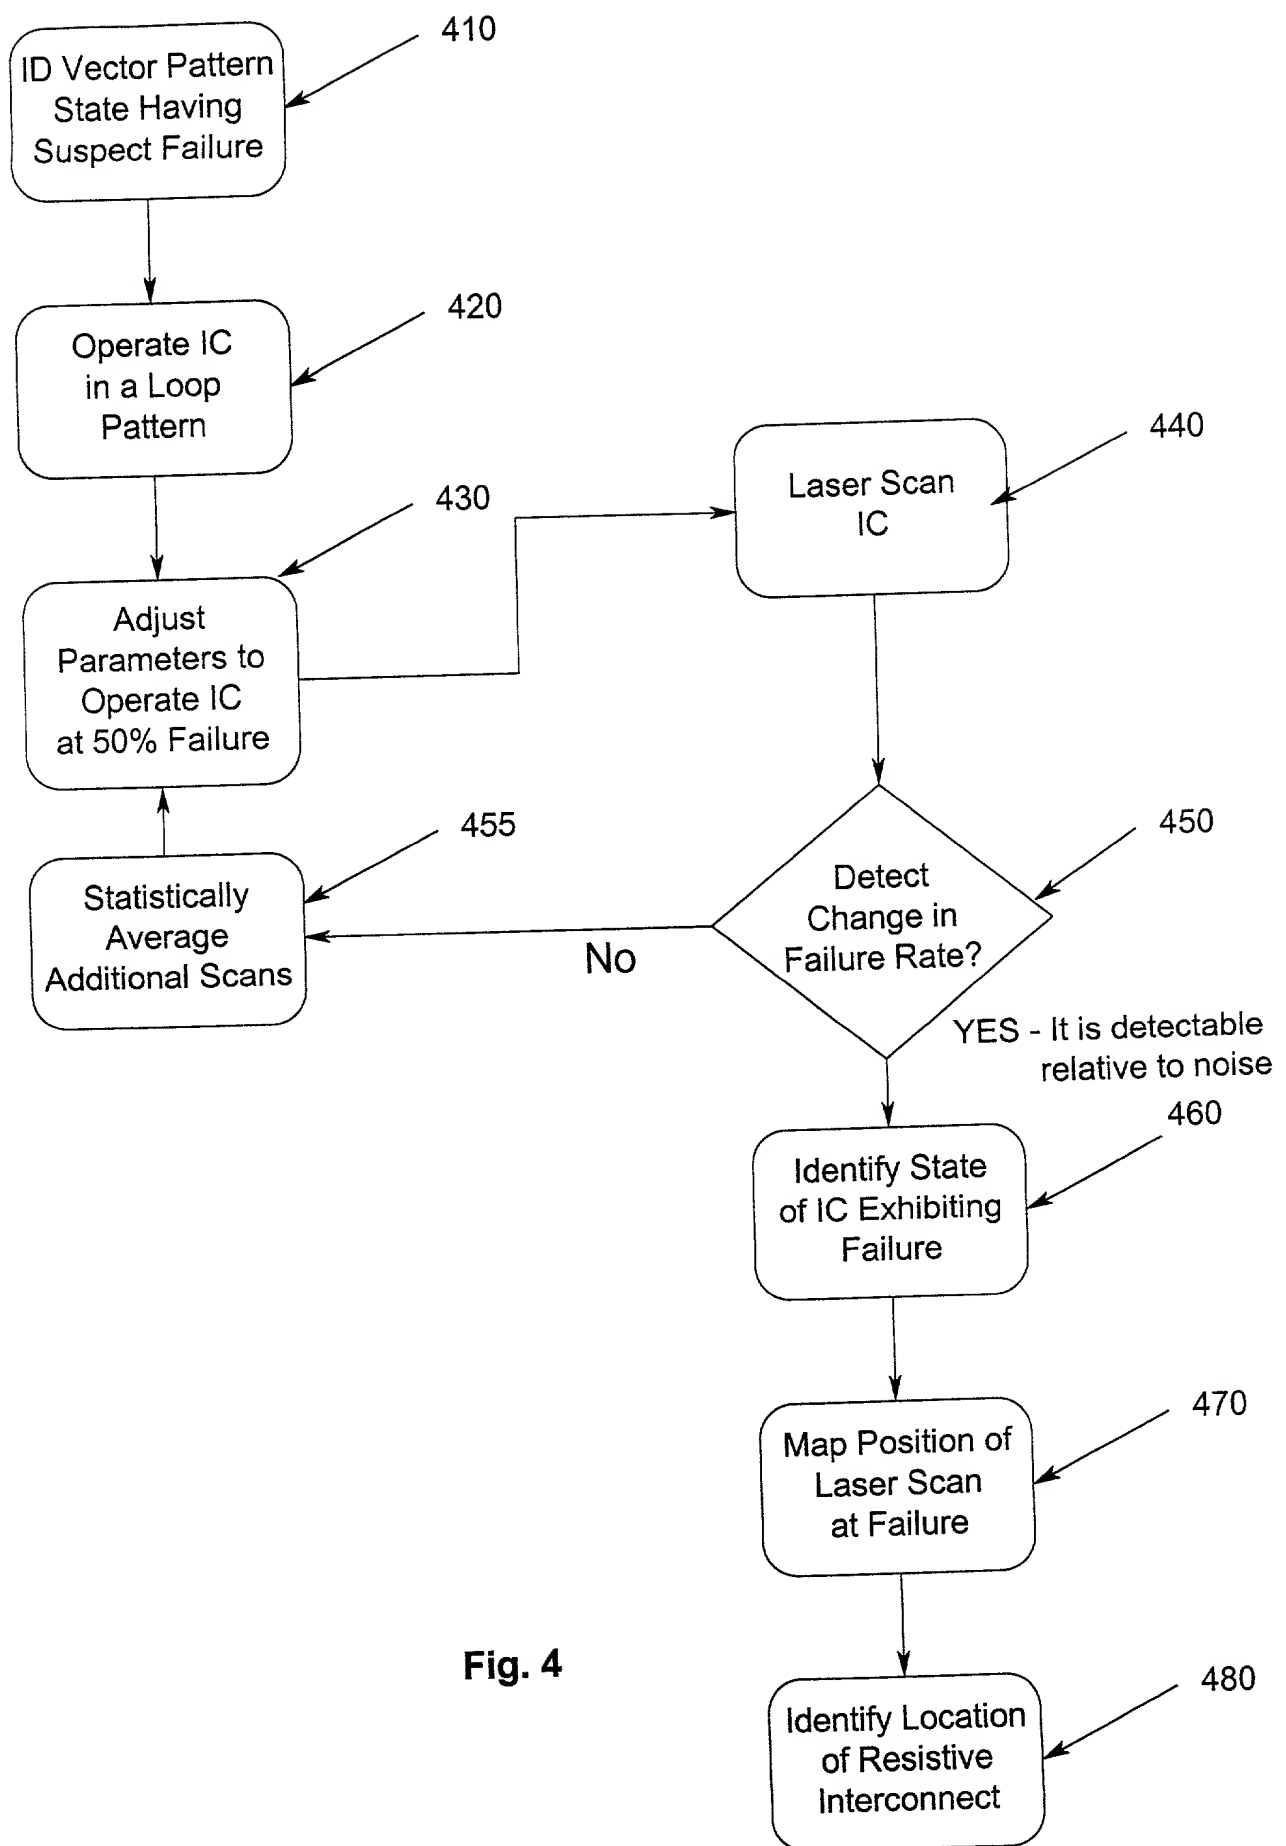 410
ID Vector Pattern
State Having
Suspect Failure
420
Operate IC
in a Loop
Pattern
430
Adjust
Parameters to
Operate IC
at 50% Failure
440
Laser Scan
IC
450
Detect
Change in
Failure Rate?
No
455
Statistically
Average
Additional Scans
YES - It is detectable
relative to noise
460
Identify State
of IC Exhibiting
Failure
470
Map Position of
Laser Scan
at Failure
480
Identify Location
of Resistive
Interconnect
Fig. 4